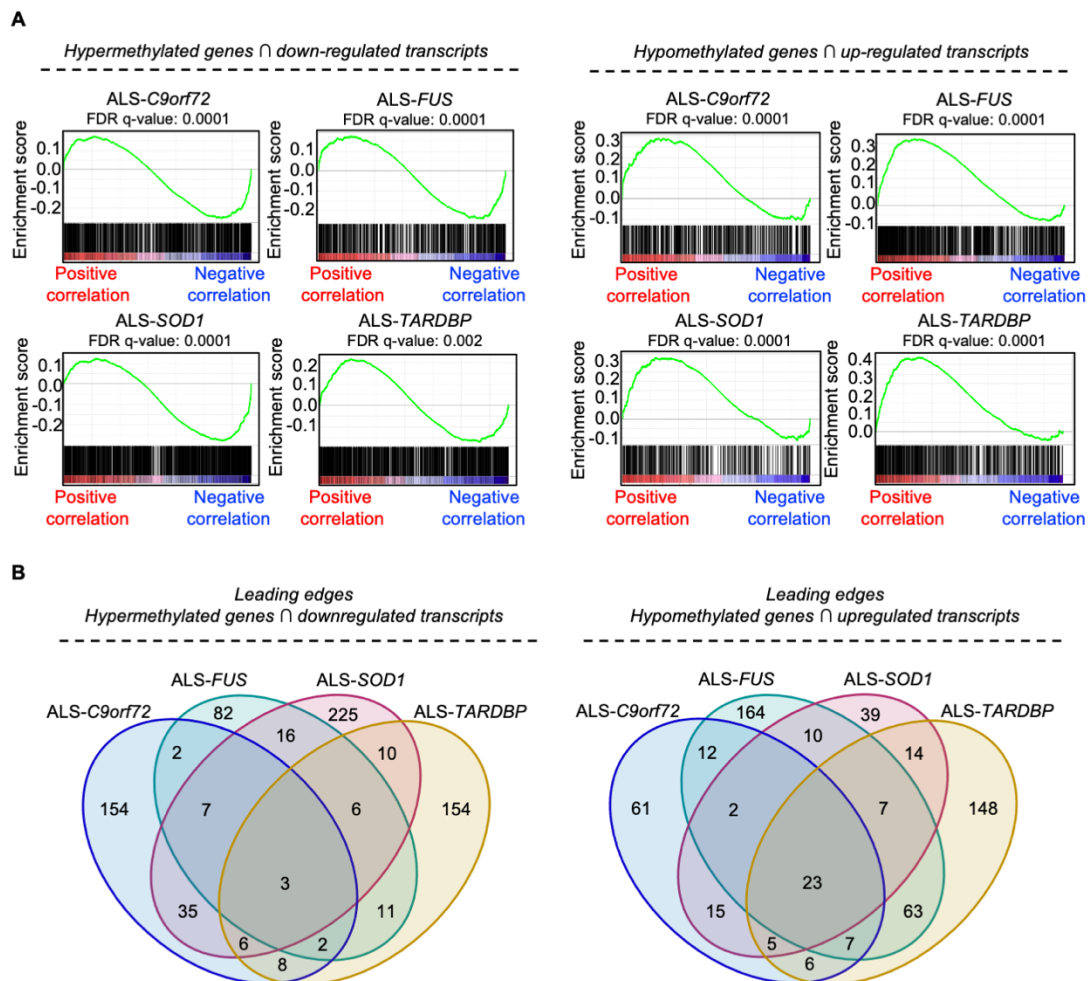 A
Hypermethylated genes ∩ down-regulated transcripts
Hypomethylated genes ∩ up-regulated transcripts
ALS-C9orf72
FDR q-value: 0.0001
Enrichment score
0.1
0.0
-0.1
-0.2
Positive correlation
Negative correlation
ALS-FUS
FDR q-value: 0.0001
Enrichment score
0.1
0.0
-0.1
-0.2
Positive correlation
Negative correlation
ALS-C9orf72
FDR q-value: 0.0001
Enrichment score
0.3
0.2
0.1
0.0
-0.1
Positive correlation
Negative correlation
ALS-FUS
FDR q-value: 0.0001
Enrichment score
0.3
0.2
0.1
0.0
-0.1
Positive correlation
Negative correlation
ALS-SOD1
FDR q-value: 0.0001
Enrichment score
0.1
0.0
-0.1
-0.2
Positive correlation
Negative correlation
ALS-TARDBP
FDR q-value: 0.002
Enrichment score
0.2
0.1
0.0
-0.1
Positive correlation
Negative correlation
ALS-SOD1
FDR q-value: 0.0001
Enrichment score
0.3
0.2
0.1
0.0
-0.1
Positive correlation
Negative correlation
ALS-TARDBP
FDR q-value: 0.0001
Enrichment score
0.4
0.3
0.2
0.1
0.0
Positive correlation
Negative correlation
B
Leading edges
Hypermethylated genes ∩ downregulated transcripts
Leading edges
Hypomethylated genes ∩ upregulated transcripts
ALS-FUS
ALS-SOD1
ALS-C9orf72
ALS-TARDBP
82
225
2
16
10
154
7
6
154
3
35
11
6
2
8
ALS-FUS
ALS-SOD1
ALS-C9orf72
ALS-TARDBP
164
39
12
10
14
61
2
7
148
23
15
63
5
7
6